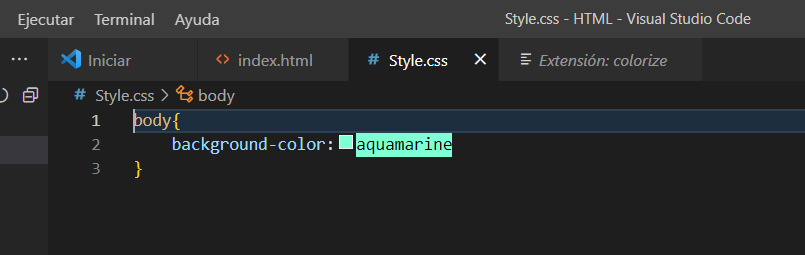 Ejecutar Terminal Ayuda Style.css - HTML - Visual Studio Code
··· Iniciar <> index.html # Style.css × Extensión: colorize
# Style.css > body
1 body{
2 background-color: aquamarine
3 }